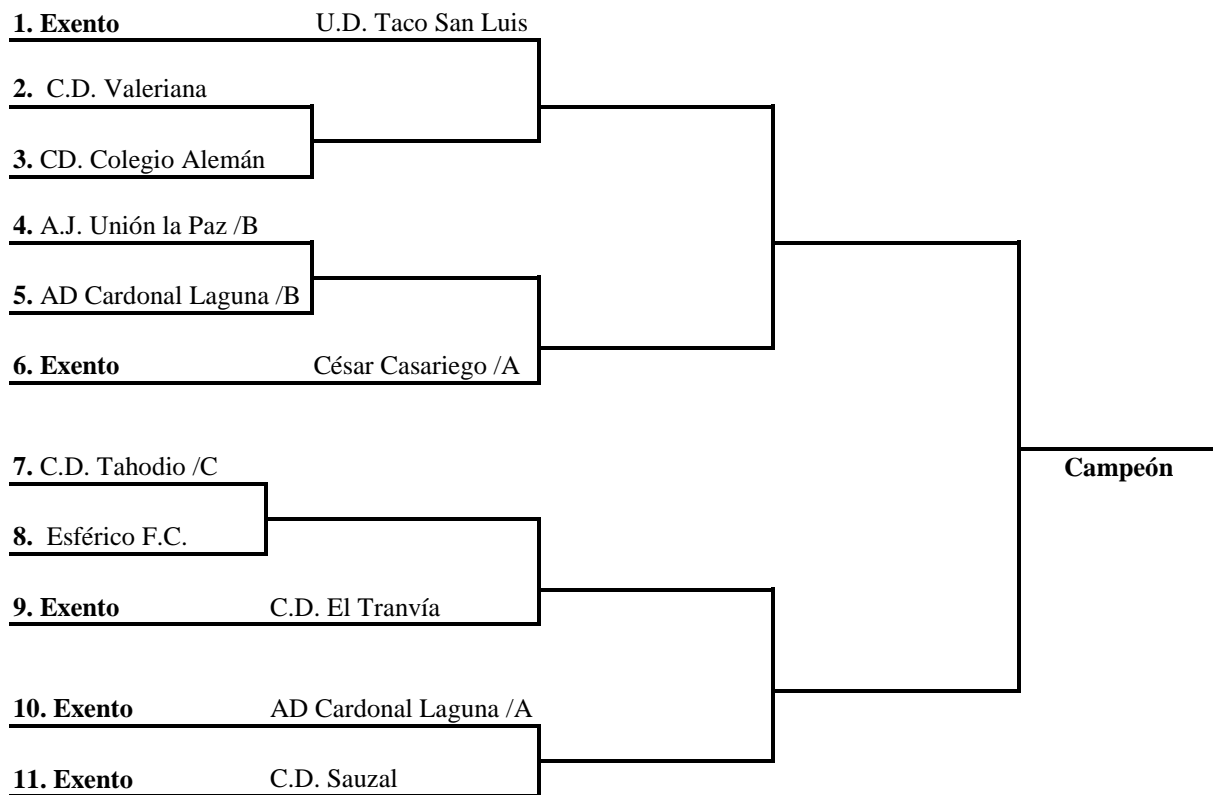 1. Exento U.D. Taco San Luis
2. C.D. Valeriana
3. CD. Colegio Alemán
4. A.J. Unión la Paz /B
5. AD Cardonal Laguna /B
6. Exento César Casariego /A
7. C.D. Tahodio /C
Campeón
8. Esférico F.C.
9. Exento C.D. El Tranvía
10. Exento AD Cardonal Laguna /A
11. Exento C.D. Sauzal